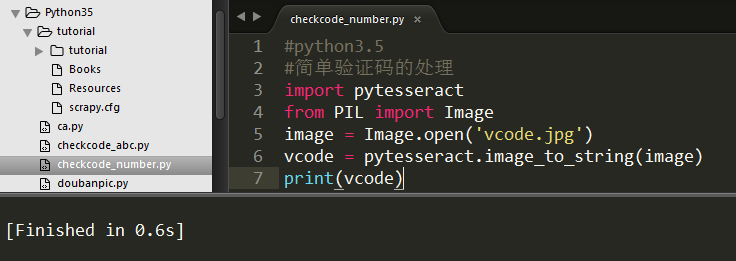 Python35
tutorial
tutorial
Books
Resources
scrapy.cfg
ca.py
checkcode_abc.py
checkcode_number.py
doubanpic.py
checkcode_number.py ×
1 #python3.5
2 #简单验证码的处理
3 import pytesseract
4 from PIL import Image
5 image = Image.open('vcode.jpg')
6 vcode = pytesseract.image_to_string(image)
7 print(vcode)
[Finished in 0.6s]